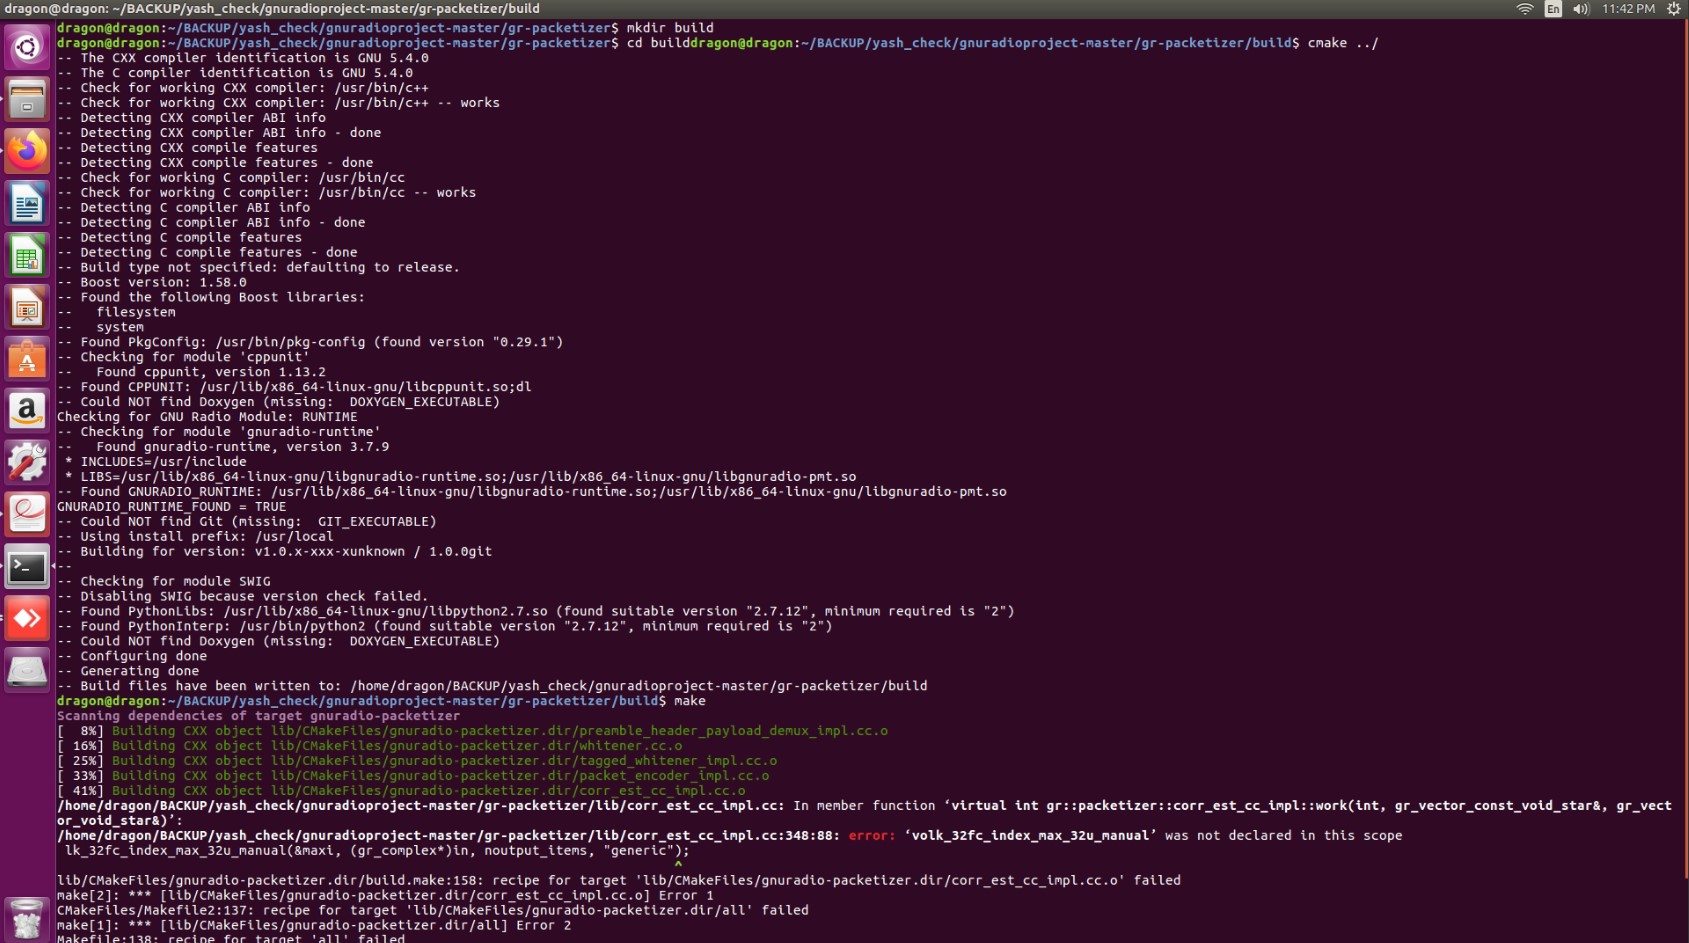 dragon@dragon: ~/BACKUP/yash_check/gnuradioproject-master/gr-packetizer/build
En
11:42 PM
dragon@dragon:~/BACKUP/yash_check/gnuradioproject-master/gr-packetizer$ mkdir build
dragon@dragon:~/BACKUP/yash_check/gnuradioproject-master/gr-packetizer$ cd builddragon@dragon:~/BACKUP/yash_check/gnuradioproject-master/gr-packetizer/build$ cmake ../
-- The CXX compiler identification is GNU 5.4.0
-- The C compiler identification is GNU 5.4.0
-- Check for working CXX compiler: /usr/bin/c++
-- Check for working CXX compiler: /usr/bin/c++ -- works
-- Detecting CXX compiler ABI info
-- Detecting CXX compiler ABI info - done
-- Detecting CXX compile features
-- Detecting CXX compile features - done
-- Check for working C compiler: /usr/bin/cc
-- Check for working C compiler: /usr/bin/cc -- works
-- Detecting C compiler ABI info
-- Detecting C compiler ABI info - done
-- Detecting C compile features
-- Detecting C compile features - done
-- Build type not specified: defaulting to release.
-- Boost version: 1.58.0
-- Found the following Boost libraries:
--   filesystem
--   system
-- Found PkgConfig: /usr/bin/pkg-config (found version "0.29.1")
-- Checking for module 'cppunit'
--   Found cppunit, version 1.13.2
-- Found CPPUNIT: /usr/lib/x86_64-linux-gnu/libcppunit.so;dl
-- Could NOT find Doxygen (missing:  DOXYGEN_EXECUTABLE)
Checking for GNU Radio Module: RUNTIME
-- Checking for module 'gnuradio-runtime'
--   Found gnuradio-runtime, version 3.7.9
 * INCLUDES=/usr/include
 * LIBS=/usr/lib/x86_64-linux-gnu/libgnuradio-runtime.so;/usr/lib/x86_64-linux-gnu/libgnuradio-pmt.so
-- Found GNURADIO_RUNTIME: /usr/lib/x86_64-linux-gnu/libgnuradio-runtime.so;/usr/lib/x86_64-linux-gnu/libgnuradio-pmt.so
GNURADIO_RUNTIME_FOUND = TRUE
-- Could NOT find Git (missing:  GIT_EXECUTABLE)
-- Using install prefix: /usr/local
-- Building for version: v1.0.x-xxx-xunknown / 1.0.0git
--
-- Checking for module SWIG
-- Disabling SWIG because version check failed.
-- Found PythonLibs: /usr/lib/x86_64-linux-gnu/libpython2.7.so (found suitable version "2.7.12", minimum required is "2")
-- Found PythonInterp: /usr/bin/python2 (found suitable version "2.7.12", minimum required is "2")
-- Could NOT find Doxygen (missing:  DOXYGEN_EXECUTABLE)
-- Configuring done
-- Generating done
-- Build files have been written to: /home/dragon/BACKUP/yash_check/gnuradioproject-master/gr-packetizer/build
dragon@dragon:~/BACKUP/yash_check/gnuradioproject-master/gr-packetizer/build$ make
Scanning dependencies of target gnuradio-packetizer
[  8%] Building CXX object lib/CMakeFiles/gnuradio-packetizer.dir/preamble_header_payload_demux_impl.cc.o
[ 16%] Building CXX object lib/CMakeFiles/gnuradio-packetizer.dir/whitener.cc.o
[ 25%] Building CXX object lib/CMakeFiles/gnuradio-packetizer.dir/tagged_whitener_impl.cc.o
[ 33%] Building CXX object lib/CMakeFiles/gnuradio-packetizer.dir/packet_encoder_impl.cc.o
[ 41%] Building CXX object lib/CMakeFiles/gnuradio-packetizer.dir/corr_est_cc_impl.cc.o
/home/dragon/BACKUP/yash_check/gnuradioproject-master/gr-packetizer/lib/corr_est_cc_impl.cc: In member function ‘virtual int gr::packetizer::corr_est_cc_impl::work(int, gr_vector_const_void_star&, gr_vect
or_void_star&)’:
/home/dragon/BACKUP/yash_check/gnuradioproject-master/gr-packetizer/lib/corr_est_cc_impl.cc:348:88: error: ‘volk_32fc_index_max_32u_manual’ was not declared in this scope
 lk_32fc_index_max_32u_manual(&maxi, (gr_complex*)in, noutput_items, "generic");
^
lib/CMakeFiles/gnuradio-packetizer.dir/build.make:158: recipe for target 'lib/CMakeFiles/gnuradio-packetizer.dir/corr_est_cc_impl.cc.o' failed
make[2]: *** [lib/CMakeFiles/gnuradio-packetizer.dir/corr_est_cc_impl.cc.o] Error 1
CMakeFiles/Makefile2:137: recipe for target 'lib/CMakeFiles/gnuradio-packetizer.dir/all' failed
make[1]: *** [lib/CMakeFiles/gnuradio-packetizer.dir/all] Error 2
Makefile:138: recipe for target 'all' failed